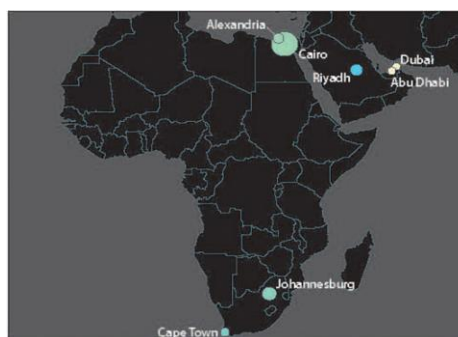 Alexandria
Cairo
Dubai
Riyadh
Abu Dhabi
Johannesburg
Cape Town